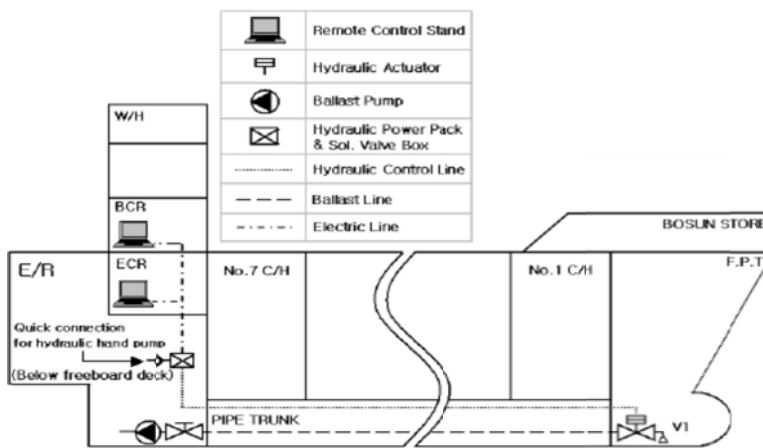 Remote Control Stand
Hydraulic Actuator
Ballast Pump
Hydraulic Power Pack
& Sol. Valve Box
Hydraulic Control Line
Ballast Line
Electric Line
W/H
BCR
BOSUN STORE
E/R
ECR
No.7 C/H
No.1 C/H
F.P.T
Quick connection
for hydraulic hand pump
(Below freeboard deck)
PIPE TRUNK
V1